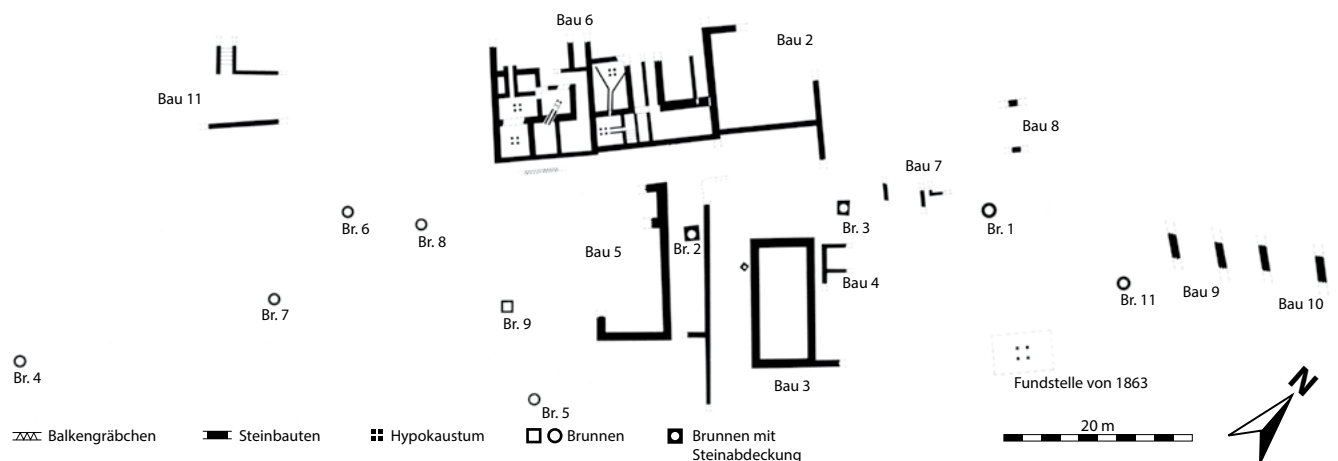 Bau 6
Bau 2
Bau 11
Bau 8
Bau 7
Br. 6
Br. 8
Bau 5
Br. 2
Br. 3
Br. 1
Bau 4
Br. 7
Br. 9
Br. 11
Bau 9
Bau 10
Br. 4
Bau 3
Fundstelle von 1863
Br. 5
N
Balkengräbchen
Steinbauten
Hypokaustum
Brunnen
Brunnen mit
Steinabdeckung
20 m